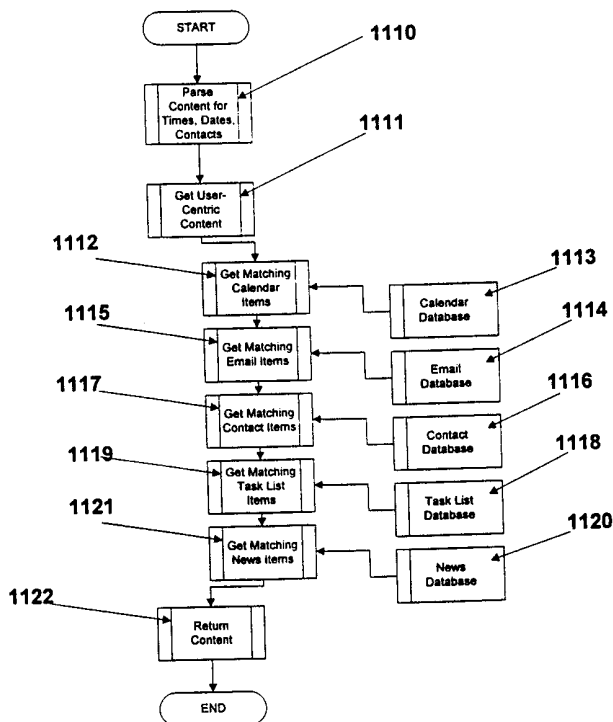 START
1110
Parse
Content for
Times, Dates,
Contacts
1111
Get User-
Centric
Content
1112
Get Matching
Calendar
Items
1113
Calendar
Database
1115
Get Matching
Email Items
1114
Email
Database
1117
Get Matching
Contact Items
1116
Contact
Database
1119
Get Matching
Task List
Items
1118
Task List
Database
1121
Get Matching
News Items
1120
News
Database
1122
Return
Content
END